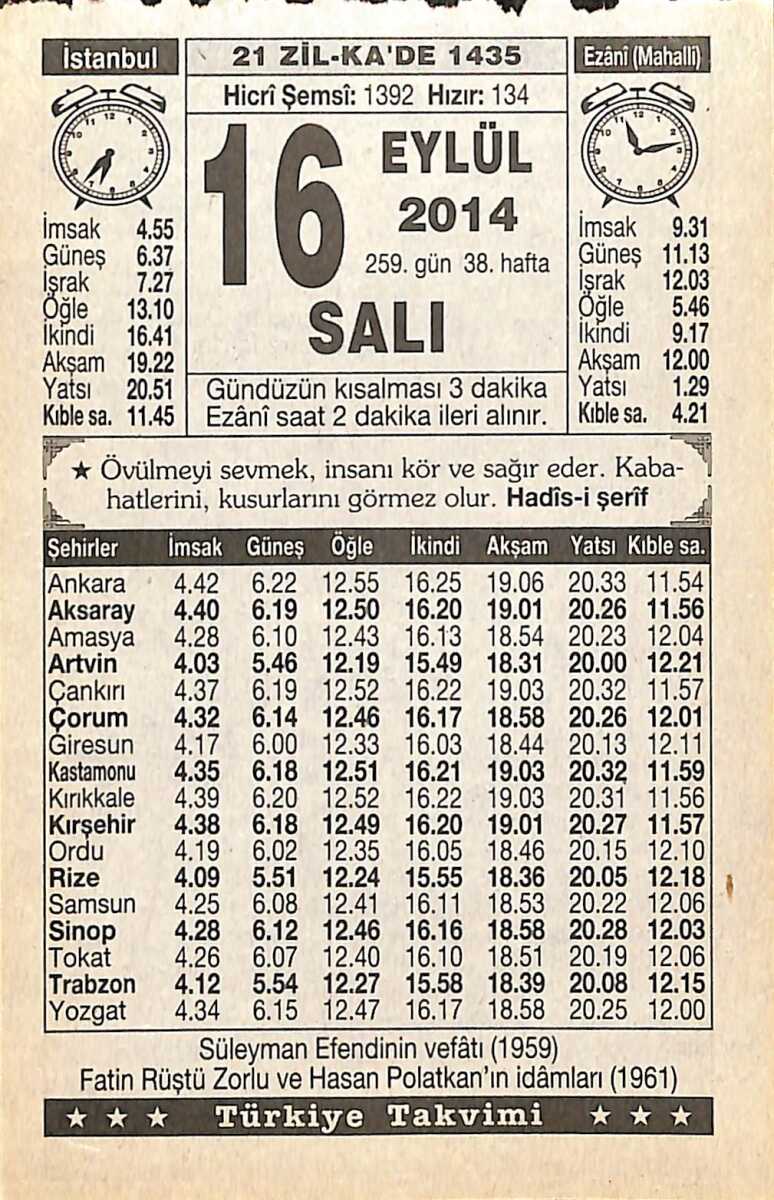 İstanbul
21 ZİL-KA'DE 1435
Ezânî (Mahallî)
Hicrî Şemsî: 1392 Hızır: 134
16
EYLÜL
2014
259. gün 38. hafta
SALI
İmsak 4.55
Güneş 6.37
İşrak 7.27
Öğle 13.10
İkindi 16.41
Akşam 19.22
Yatsı 20.51
Kıble sa. 11.45
İmsak 9.31
Güneş 11.13
İşrak 12.03
Öğle 5.46
İkindi 9.17
Akşam 12.00
Yatsı 1.29
Kıble sa. 4.21
Gündüzün kısalması 3 dakika
Ezânî saat 2 dakika ileri alınır.
★ Övülmeyi sevmek, insanı kör ve sağır eder. Kaba-
hatlerini, kusurlarını görmez olur. Hadîs-i şerîf
Şehirler İmsak Güneş Öğle İkindi Akşam Yatsı Kıble sa.
Ankara 4.42 6.22 12.55 16.25 19.06 20.33 11.54
Aksaray 4.40 6.19 12.50 16.20 19.01 20.26 11.56
Amasya 4.28 6.10 12.43 16.13 18.54 20.23 12.04
Artvin 4.03 5.46 12.19 15.49 18.31 20.00 12.21
Çankırı 4.37 6.19 12.52 16.22 19.03 20.32 11.57
Çorum 4.32 6.14 12.46 16.17 18.58 20.26 12.01
Giresun 4.17 6.00 12.33 16.03 18.44 20.13 12.11
Kastamonu 4.35 6.18 12.51 16.21 19.03 20.32 11.59
Kırıkkale 4.39 6.20 12.52 16.22 19.03 20.31 11.56
Kırşehir 4.38 6.18 12.49 16.20 19.01 20.27 11.57
Ordu 4.19 6.02 12.35 16.05 18.46 20.15 12.10
Rize 4.09 5.51 12.24 15.55 18.36 20.05 12.18
Samsun 4.25 6.08 12.41 16.11 18.53 20.22 12.06
Sinop 4.28 6.12 12.46 16.16 18.58 20.28 12.03
Tokat 4.26 6.07 12.40 16.10 18.51 20.19 12.06
Trabzon 4.12 5.54 12.27 15.58 18.39 20.08 12.15
Yozgat 4.34 6.15 12.47 16.17 18.58 20.25 12.00
Süleyman Efendinin vefâtı (1959)
Fatin Rüştü Zorlu ve Hasan Polatkan'ın idâmları (1961)
★ ★ ★ Türkiye Takvimi ★ ★ ★